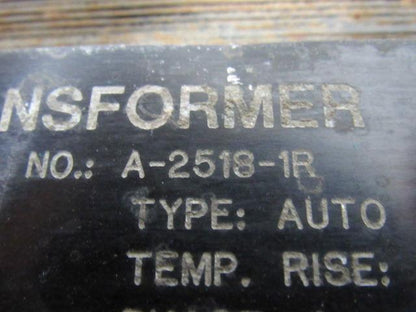 NSFORMER
NO.: A-2518-1R
TYPE: AUTO
TEMP. RISE: